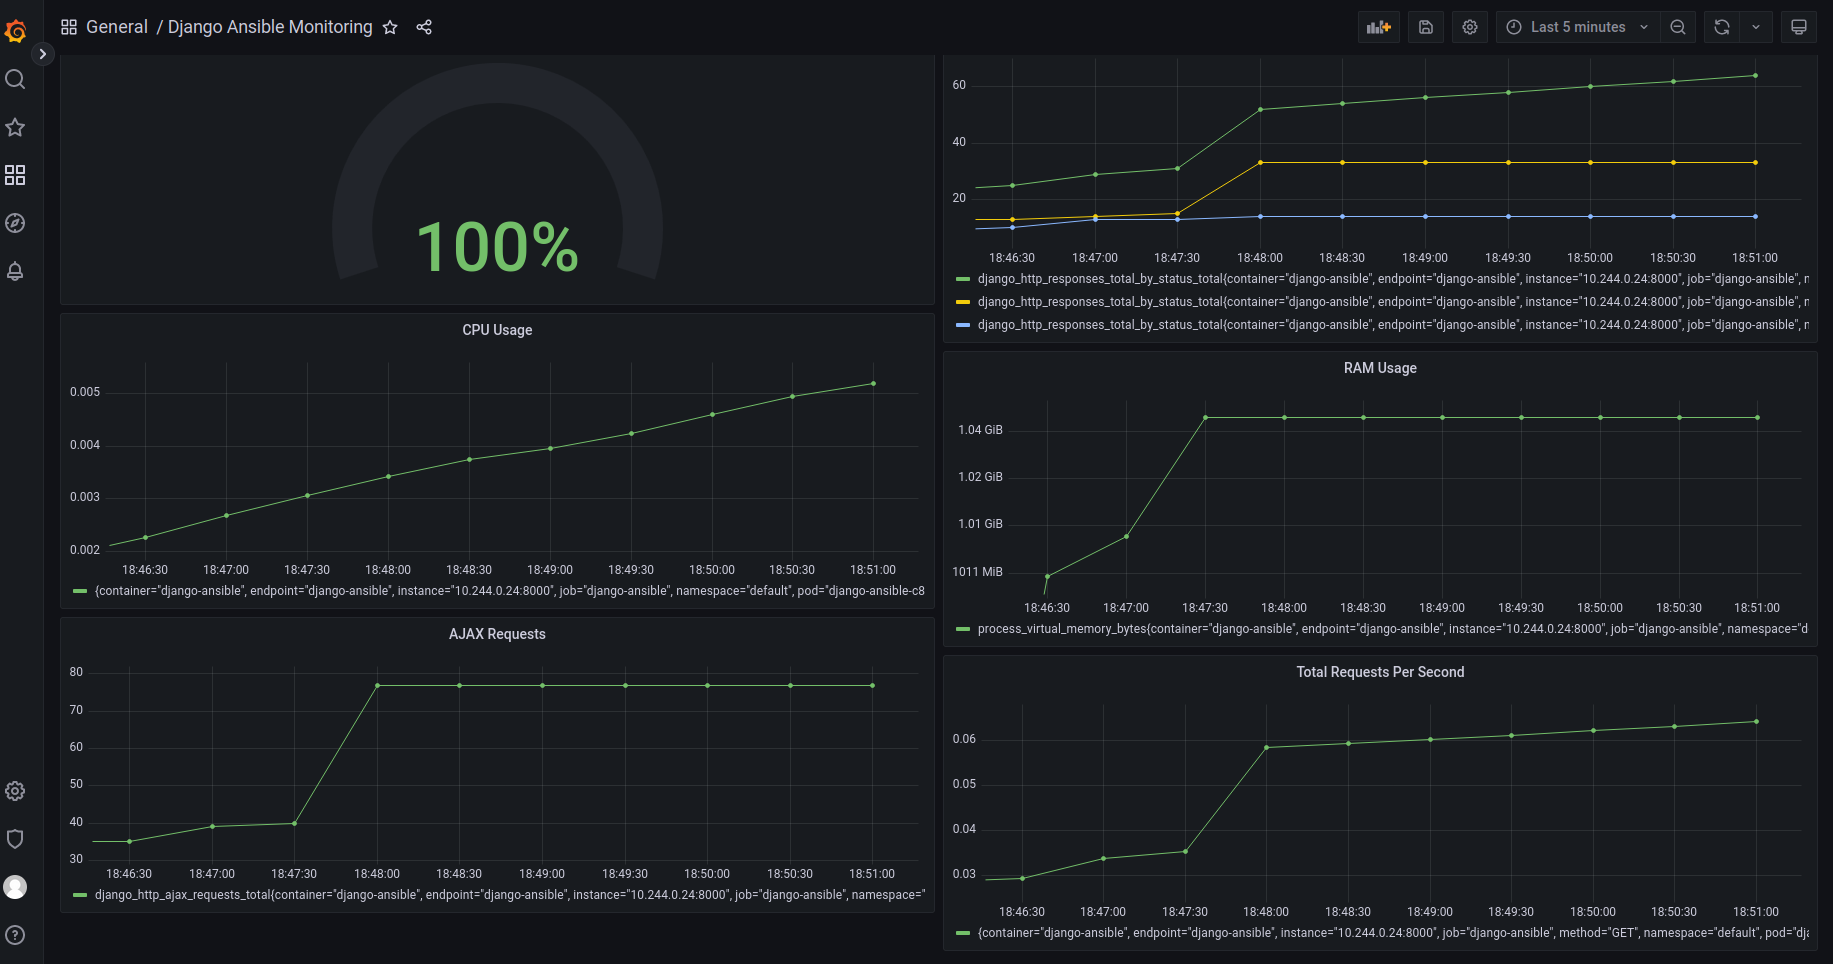 General / Django Ansible Monitoring
Last 5 minutes
100%
60
40
20
18:46:30 18:47:00 18:47:30 18:48:00 18:48:30 18:49:00 18:49:30 18:50:00 18:50:30 18:51:00
django_http_responses_total_by_status_total{container="django-ansible", endpoint="django-ansible", instance="10.244.0.24:8000", job="django-ansible", n
django_http_responses_total_by_status_total{container="django-ansible", endpoint="django-ansible", instance="10.244.0.24:8000", job="django-ansible", n
django_http_responses_total_by_status_total{container="django-ansible", endpoint="django-ansible", instance="10.244.0.24:8000", job="django-ansible", n
CPU Usage
0.005
0.004
0.003
0.002
18:46:30 18:47:00 18:47:30 18:48:00 18:48:30 18:49:00 18:49:30 18:50:00 18:50:30 18:51:00
{container="django-ansible", endpoint="django-ansible", instance="10.244.0.24:8000", job="django-ansible", namespace="default", pod="django-ansible-c8
RAM Usage
1.04 GiB
1.02 GiB
1.01 GiB
1011 MiB
18:46:30 18:47:00 18:47:30 18:48:00 18:48:30 18:49:00 18:49:30 18:50:00 18:50:30 18:51:00
process_virtual_memory_bytes{container="django-ansible", endpoint="django-ansible", instance="10.244.0.24:8000", job="django-ansible", namespace="d
AJAX Requests
80
70
60
50
40
30
18:46:30 18:47:00 18:47:30 18:48:00 18:48:30 18:49:00 18:49:30 18:50:00 18:50:30 18:51:00
django_http_ajax_requests_total{container="django-ansible", endpoint="django-ansible", instance="10.244.0.24:8000", job="django-ansible", namespace="
Total Requests Per Second
0.06
0.05
0.04
0.03
18:46:30 18:47:00 18:47:30 18:48:00 18:48:30 18:49:00 18:49:30 18:50:00 18:50:30 18:51:00
{container="django-ansible", endpoint="django-ansible", instance="10.244.0.24:8000", job="django-ansible", method="GET", namespace="default", pod="dja